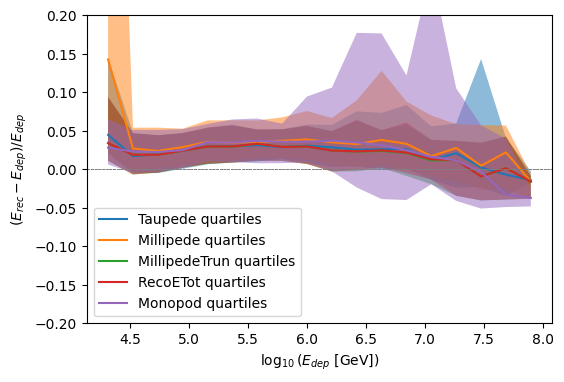 0.20
0.15
0.10
0.05
0.00
−0.05
−0.10
−0.15
−0.20
(E_rec − E_dep)/E_dep
Taupede quartiles
Millipede quartiles
MillipedeTrun quartiles
RecoETot quartiles
Monopod quartiles
4.5 5.0 5.5 6.0 6.5 7.0 7.5 8.0
log₁₀ (E_dep [GeV])